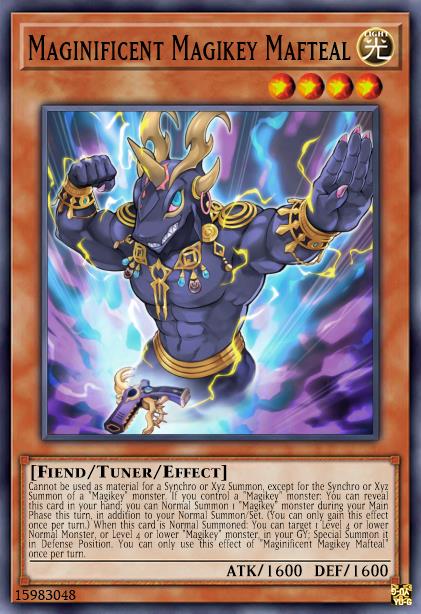 Maginificent Magikey Mafteal
LIGHT
光
[Fiend/Tuner/Effect]
Cannot be used as material for a Synchro or Xyz Summon, except for the Synchro or Xyz
Summon of a "Magikey" monster. If you control a "Magikey" monster: You can reveal
this card in your hand; you can Normal Summon 1 "Magikey" monster during your Main
Phase this turn, in addition to your Normal Summon/Set. (You can only gain this effect
once per turn.) When this card is Normal Summoned: You can target 1 Level 4 or lower
Normal Monster, or Level 4 or lower "Magikey" monster, in your GY; Special Summon it
in Defense Position. You can only use this effect of "Maginificent Magikey Mafteal"
once per turn.
ATK/1600 DEF/1600
15983048